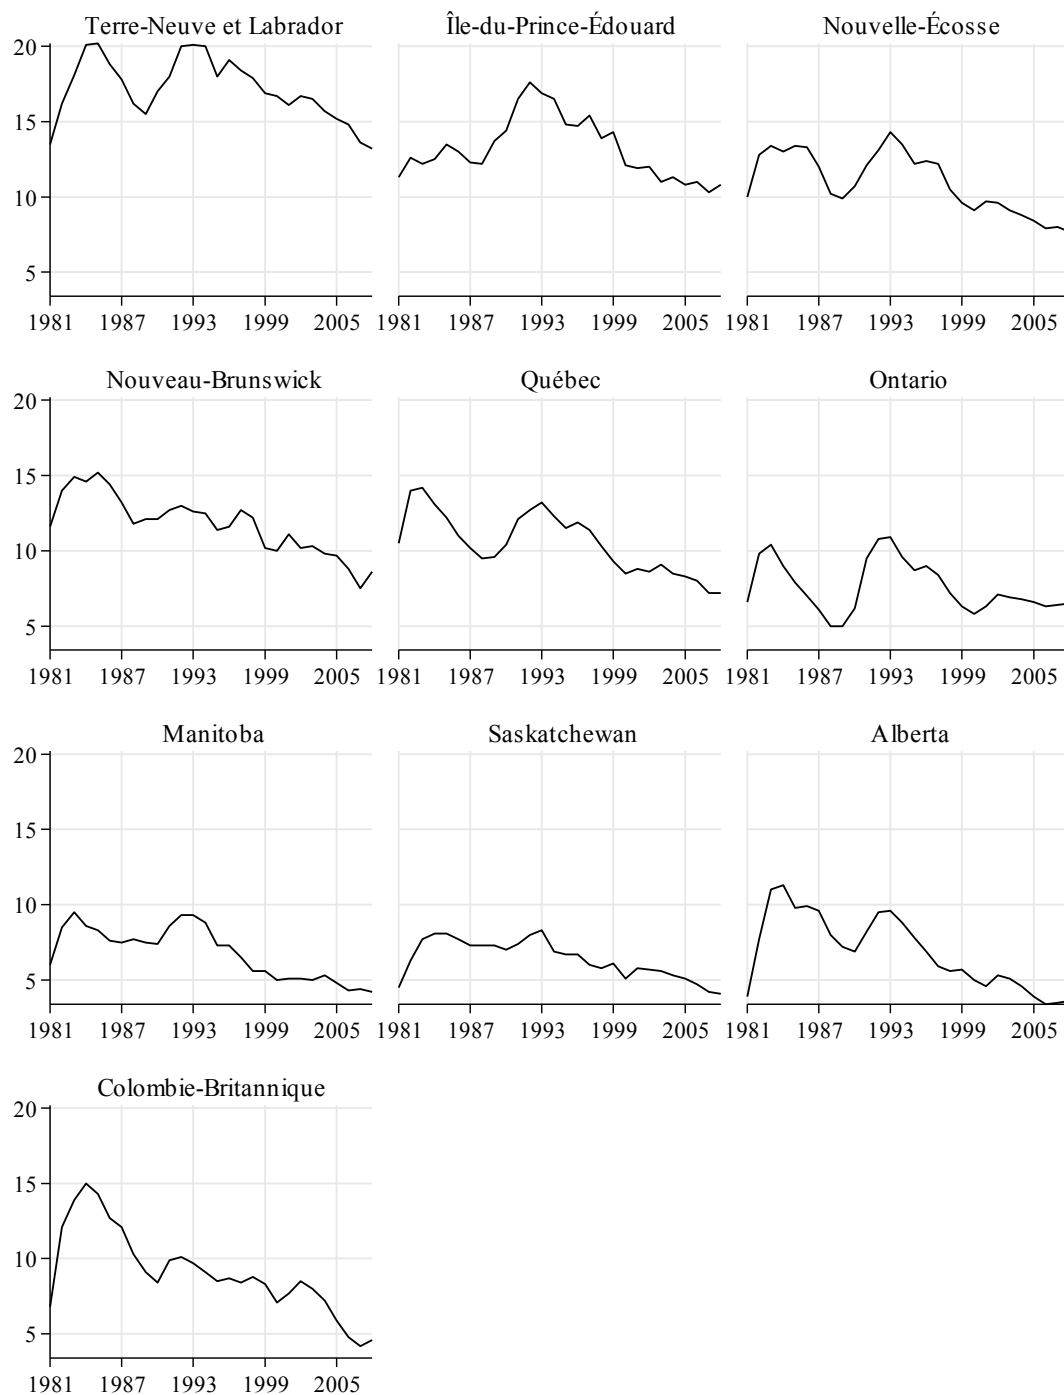 Terre-Neuve et Labrador Île-du-Prince-Édouard Nouvelle-Écosse
20
15
10
5
1981 1987 1993 1999 2005 1981 1987 1993 1999 2005 1981 1987 1993 1999 2005
Nouveau-Brunswick Québec Ontario
20
15
10
5
1981 1987 1993 1999 2005 1981 1987 1993 1999 2005 1981 1987 1993 1999 2005
Manitoba Saskatchewan Alberta
20
15
10
5
1981 1987 1993 1999 2005 1981 1987 1993 1999 2005 1981 1987 1993 1999 2005
Colombie-Britannique
20
15
10
5
1981 1987 1993 1999 2005